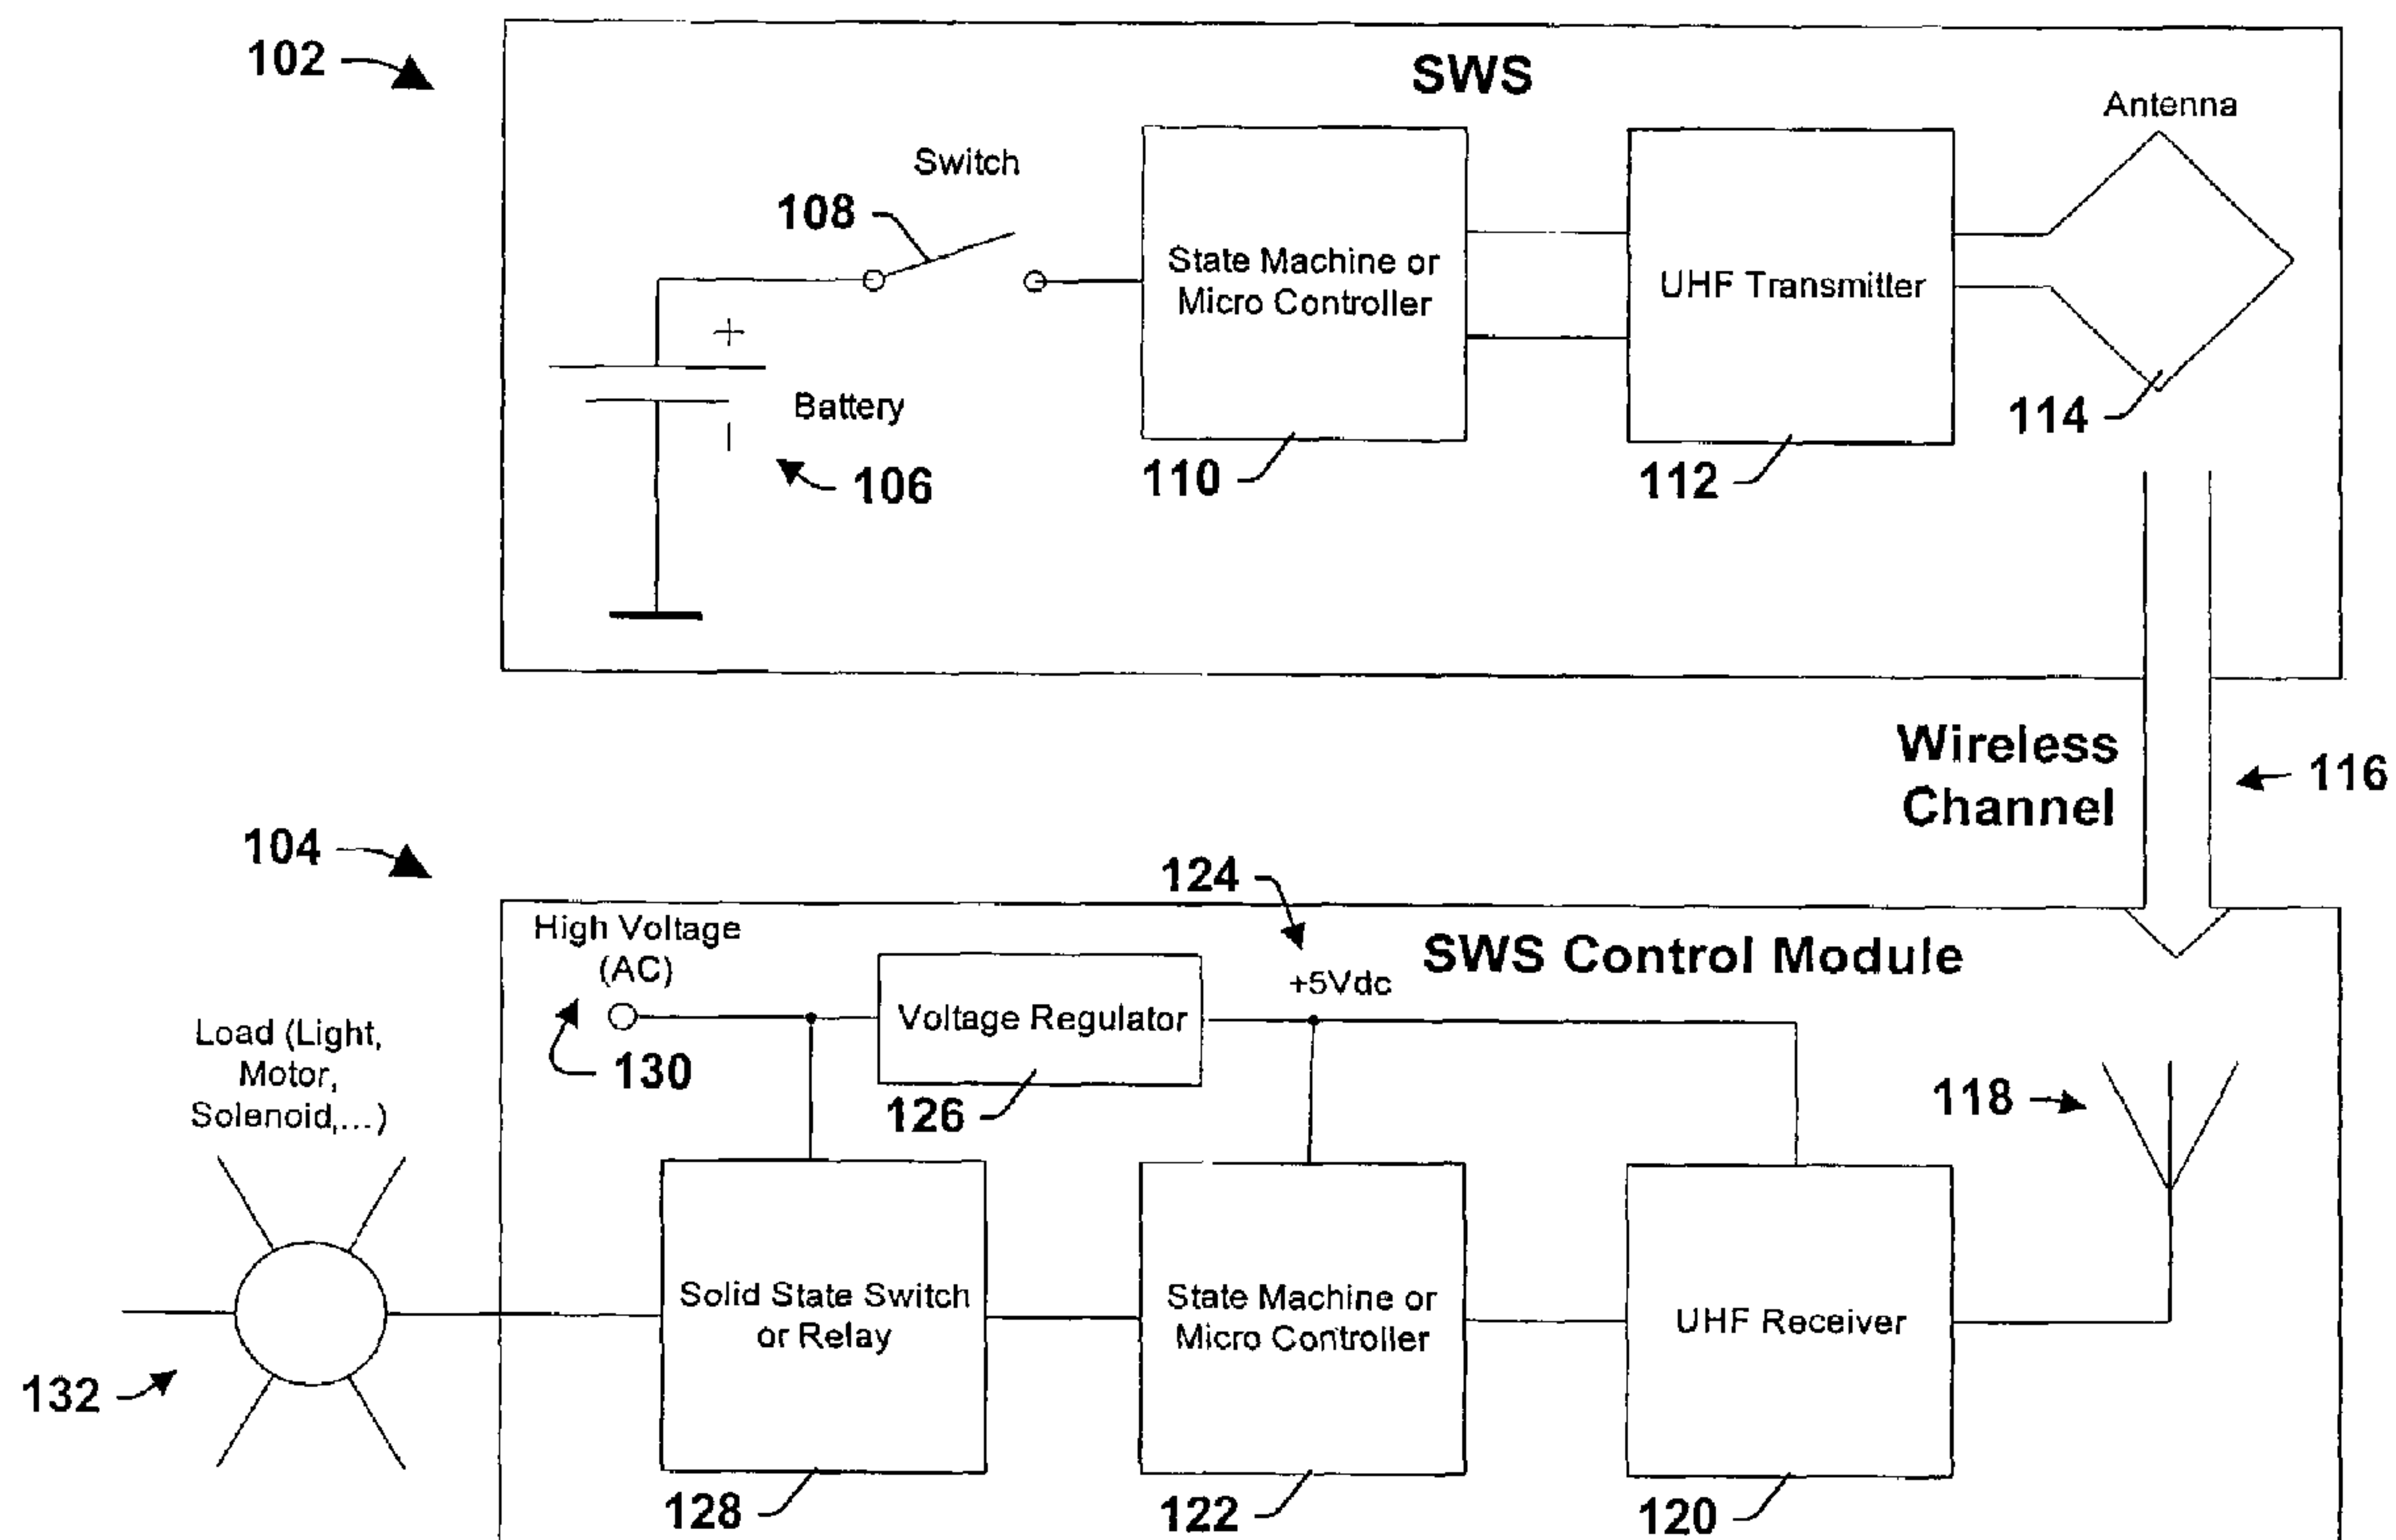 102
SWS
Antenna
Switch
108
State Machine or
Micro Controller
UHF Transmitter
+
Battery
–
106
110
112
114
Wireless
Channel
116
104
124
High Voltage
(AC)
130
Voltage Regulator
126
+5Vdc
SWS Control Module
Load (Light,
Motor,
Solenoid,...)
118
Solid State Switch
or Relay
State Machine or
Micro Controller
UHF Receiver
132
128
122
120